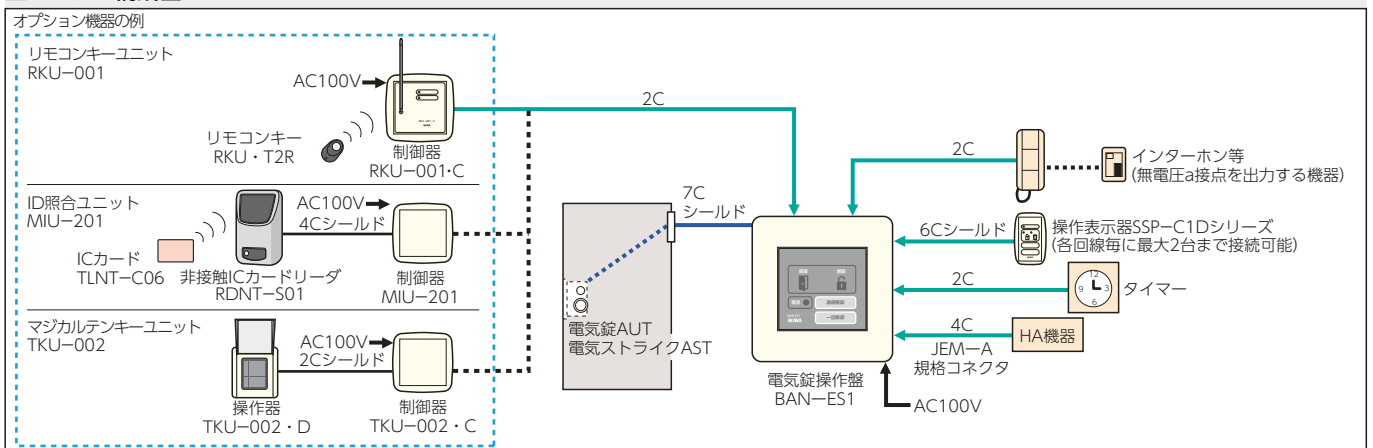 オプション機器の例
リモコンキーユニット
RKU−001
AC100V
リモコンキー
RKU・T2R
制御器
RKU−001・C
ID照合ユニット
MIU−201
AC100V
4Cシールド
ICカード
TLNT−C06
非接触ICカードリーダ
RDNT−S01
制御器
MIU−201
マジカルテンキーユニット
TKU−002
AC100V
2Cシールド
操作器
TKU−002・D
制御器
TKU−002・C
2C
7C
シールド
電気錠AUT
電気ストライクAST
電気錠操作盤
BAN−ES1
AC100V
2C
インターホン等
(無電圧a接点を出力する機器)
6Cシールド
操作表示器SSP−C1Dシリーズ
(各回線毎に最大2台まで接続可能)
2C
12
9
3
6
タイマー
4C
JEM−A
規格コネクタ
HA機器
一回解錠
MIWA